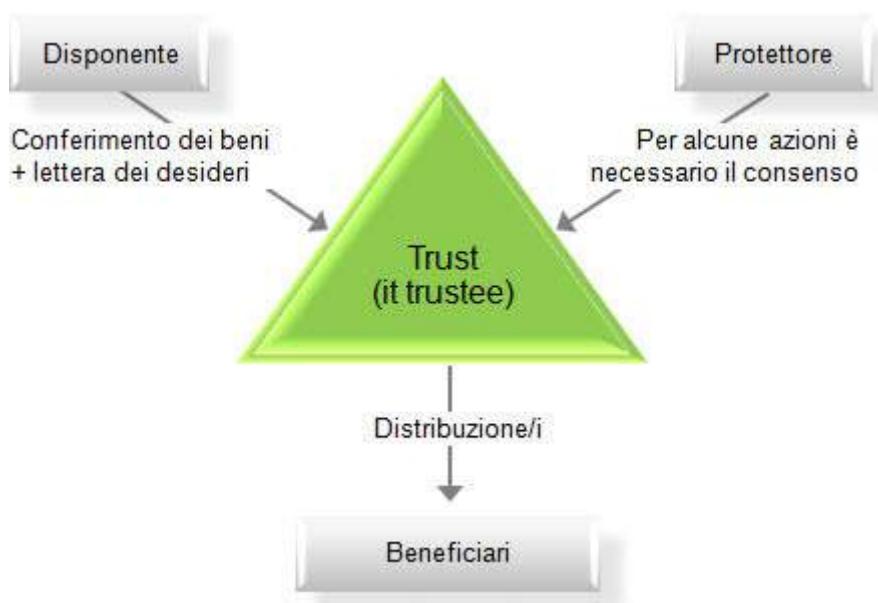 Disponente
Protettore
Conferimento dei beni
+ lettera dei desideri
Per alcune azioni è
necessario il consenso
Trust
(it trustee)
Distribuzione/i
Beneficiari